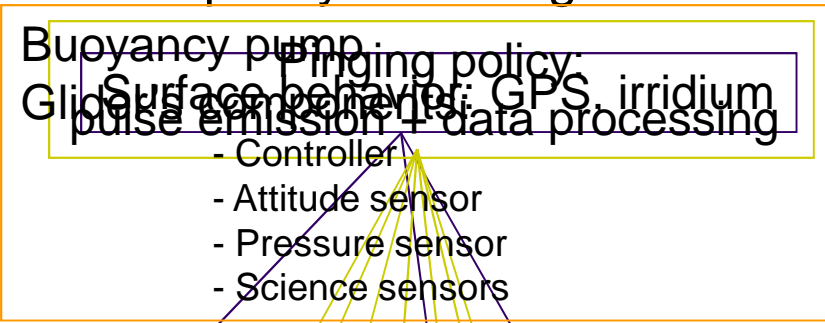 Buoyancy pump
Pinging policy:
Surface behavior: GPS, irridium
Glider's components:
pulse emission + data processing
- Controller
- Attitude sensor
- Pressure sensor
- Science sensors